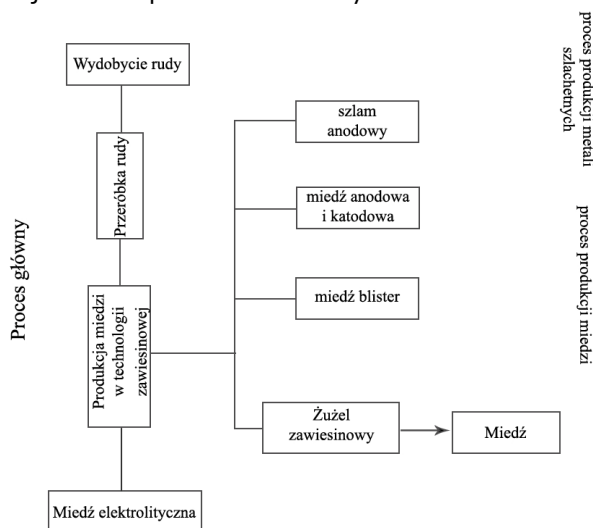 Wydobycie rudy
Przeróbka rudy
Proces główny
Produkcja miedzi
w technologii
zawiesinowej
Miedź elektrolityczna
szlam
anodowy
miedź anodowa
i katodowa
miedź blister
Żużel
zawiesinowy
Miedź
proces produkcji metali
szlachetnych
proces produkcji miedzi